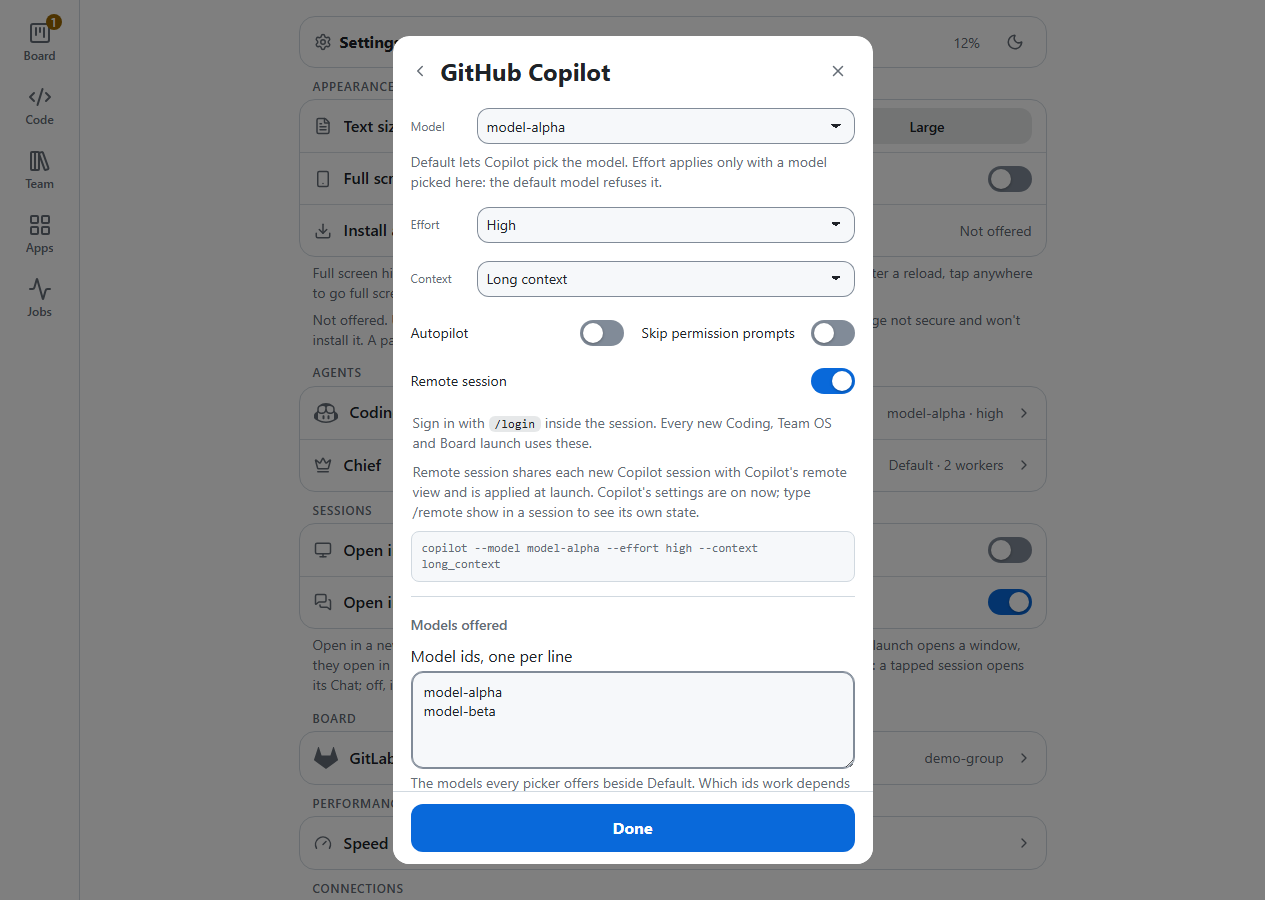 1
Board
Code
Team
Apps
Jobs
Settings
12%
APPEARANCE
Text siz
Large
Full scr
Install
Not offered
Full screen hi
ter a reload, tap anywhere
to go full scre
Not offered.
ge not secure and won't
install it. A pa
AGENTS
Coding
model-alpha · high
Chief
Default · 2 workers
SESSIONS
Open i
Open i
Open in a new
launch opens a window,
they open in
: a tapped session opens
its Chat; off, i
BOARD
GitLab
demo-group
PERFORMANC
Speed
CONNECTIONS
GitHub Copilot
Model
model-alpha
Default lets Copilot pick the model. Effort applies only with a model
picked here: the default model refuses it.
Effort
High
Context
Long context
Autopilot
Skip permission prompts
Remote session
Sign in with /login inside the session. Every new Coding, Team OS
and Board launch uses these.
Remote session shares each new Copilot session with Copilot's remote
view and is applied at launch. Copilot's settings are on now; type
/remote show in a session to see its own state.
copilot --model model-alpha --effort high --context
long_context
Models offered
Model ids, one per line
model-alpha
model-beta
The models every picker offers beside Default. Which ids work depends
Done